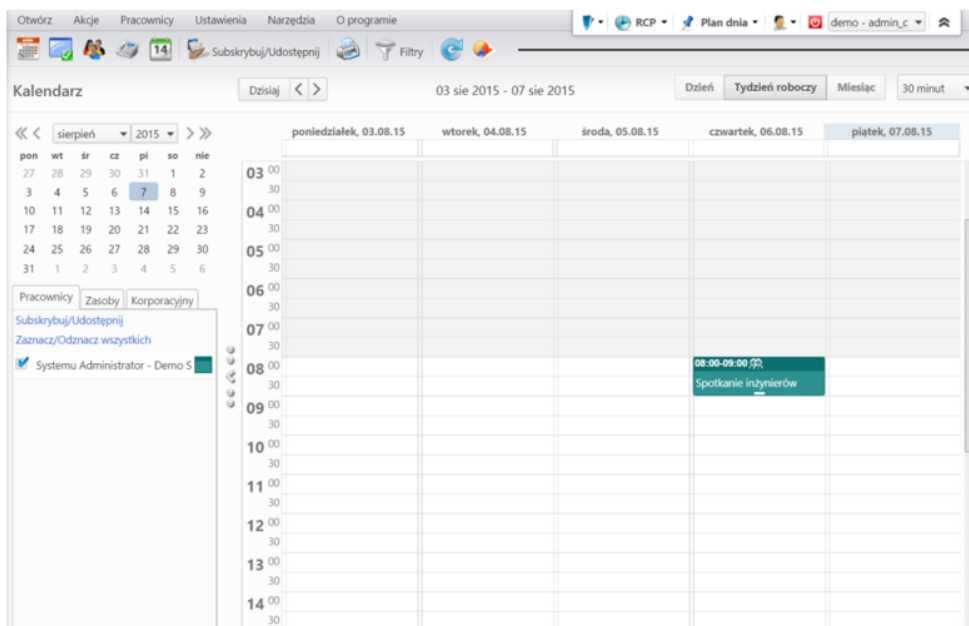 Otwórz Akcje Pracownicy Ustawienia Narzędzia O programie RCP Plan dnia demo - admin_c
14 Subskrybuj/Udostępnij Filtry
Kalendarz Dzisiaj 03 sie 2015 - 07 sie 2015 Dzień Tydzień roboczy Miesiąc 30 minut
sierpień 2015
pon wt śr cz pi so nie
27 28 29 30 31 1 2
3 4 5 6 7 8 9
10 11 12 13 14 15 16
17 18 19 20 21 22 23
24 25 26 27 28 29 30
31 1 2 3 4 5 6
Pracownicy Zasoby Korporacyjny
Subskrybuj/Udostępnij
Zaznacz/Odznacz wszystkich
Systemu Administrator - Demo S
poniedziałek, 03.08.15 wtorek, 04.08.15 środa, 05.08.15 czwartek, 06.08.15 piątek, 07.08.15
03 00
30
04 00
30
05 00
30
06 00
30
07 00
30
08 00
08:00-09:00
30
Spotkanie inżynierów
09 00
30
10 00
30
11 00
30
12 00
30
13 00
30
14 00
30